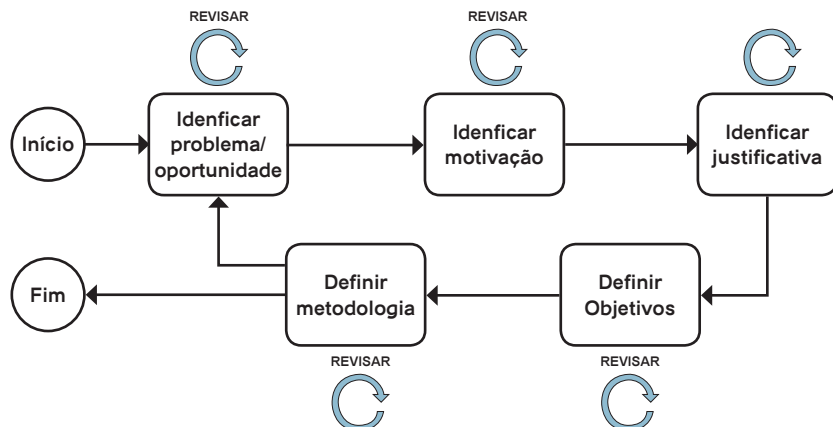 REVISAR
REVISAR
Início
Idenficar
problema/
oportunidade
Idenficar
motivação
Idenficar
justificativa
Fim
Definir
metodologia
Definir
Objetivos
REVISAR
REVISAR